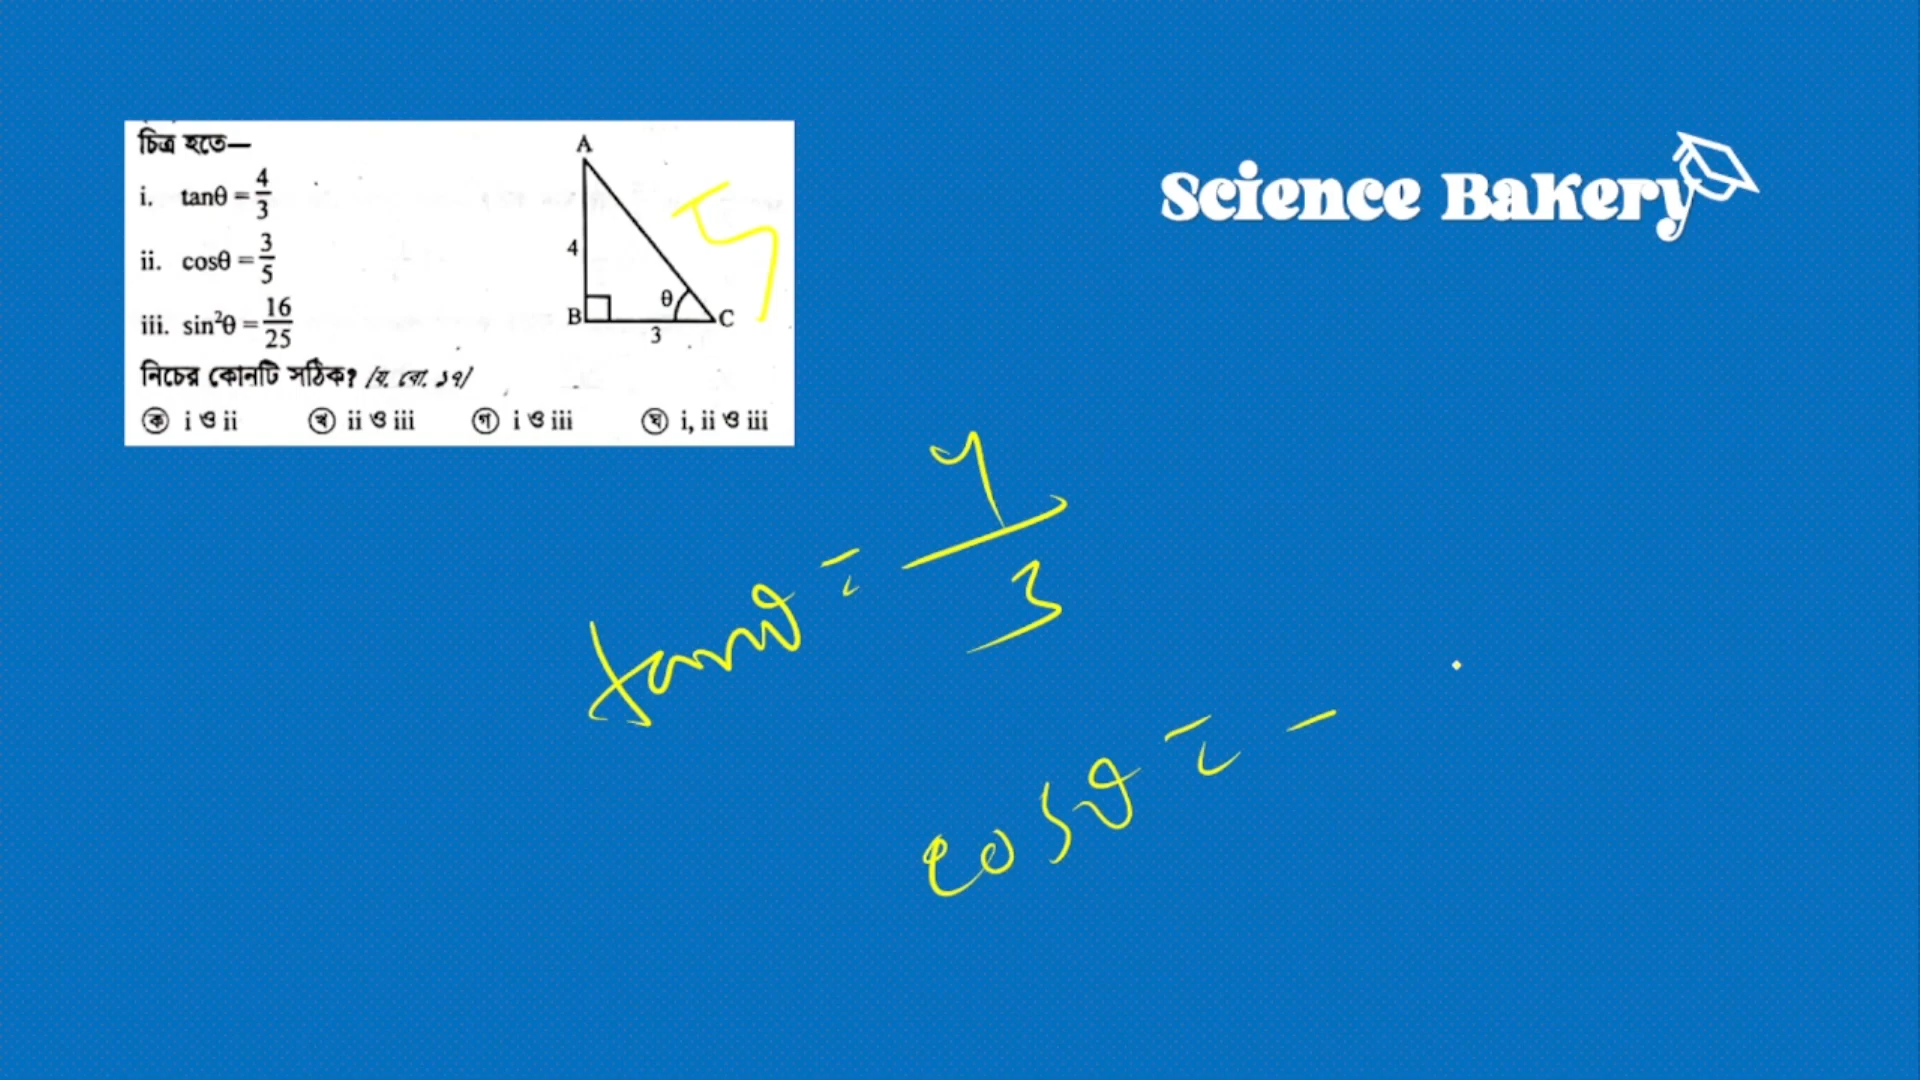 চিত্র হতে—
i. tanθ = 4/3
ii. cosθ = 3/5
iii. sin²θ = 16/25
A
4
B
θ
C
3
5
নিচের কোনটি সঠিক? [য. বো. ১৭]
ক i ও ii খ ii ও iii গ i ও iii ঘ i, ii ও iii
Science Bakery
tanθ = 4/3
cosθ = -